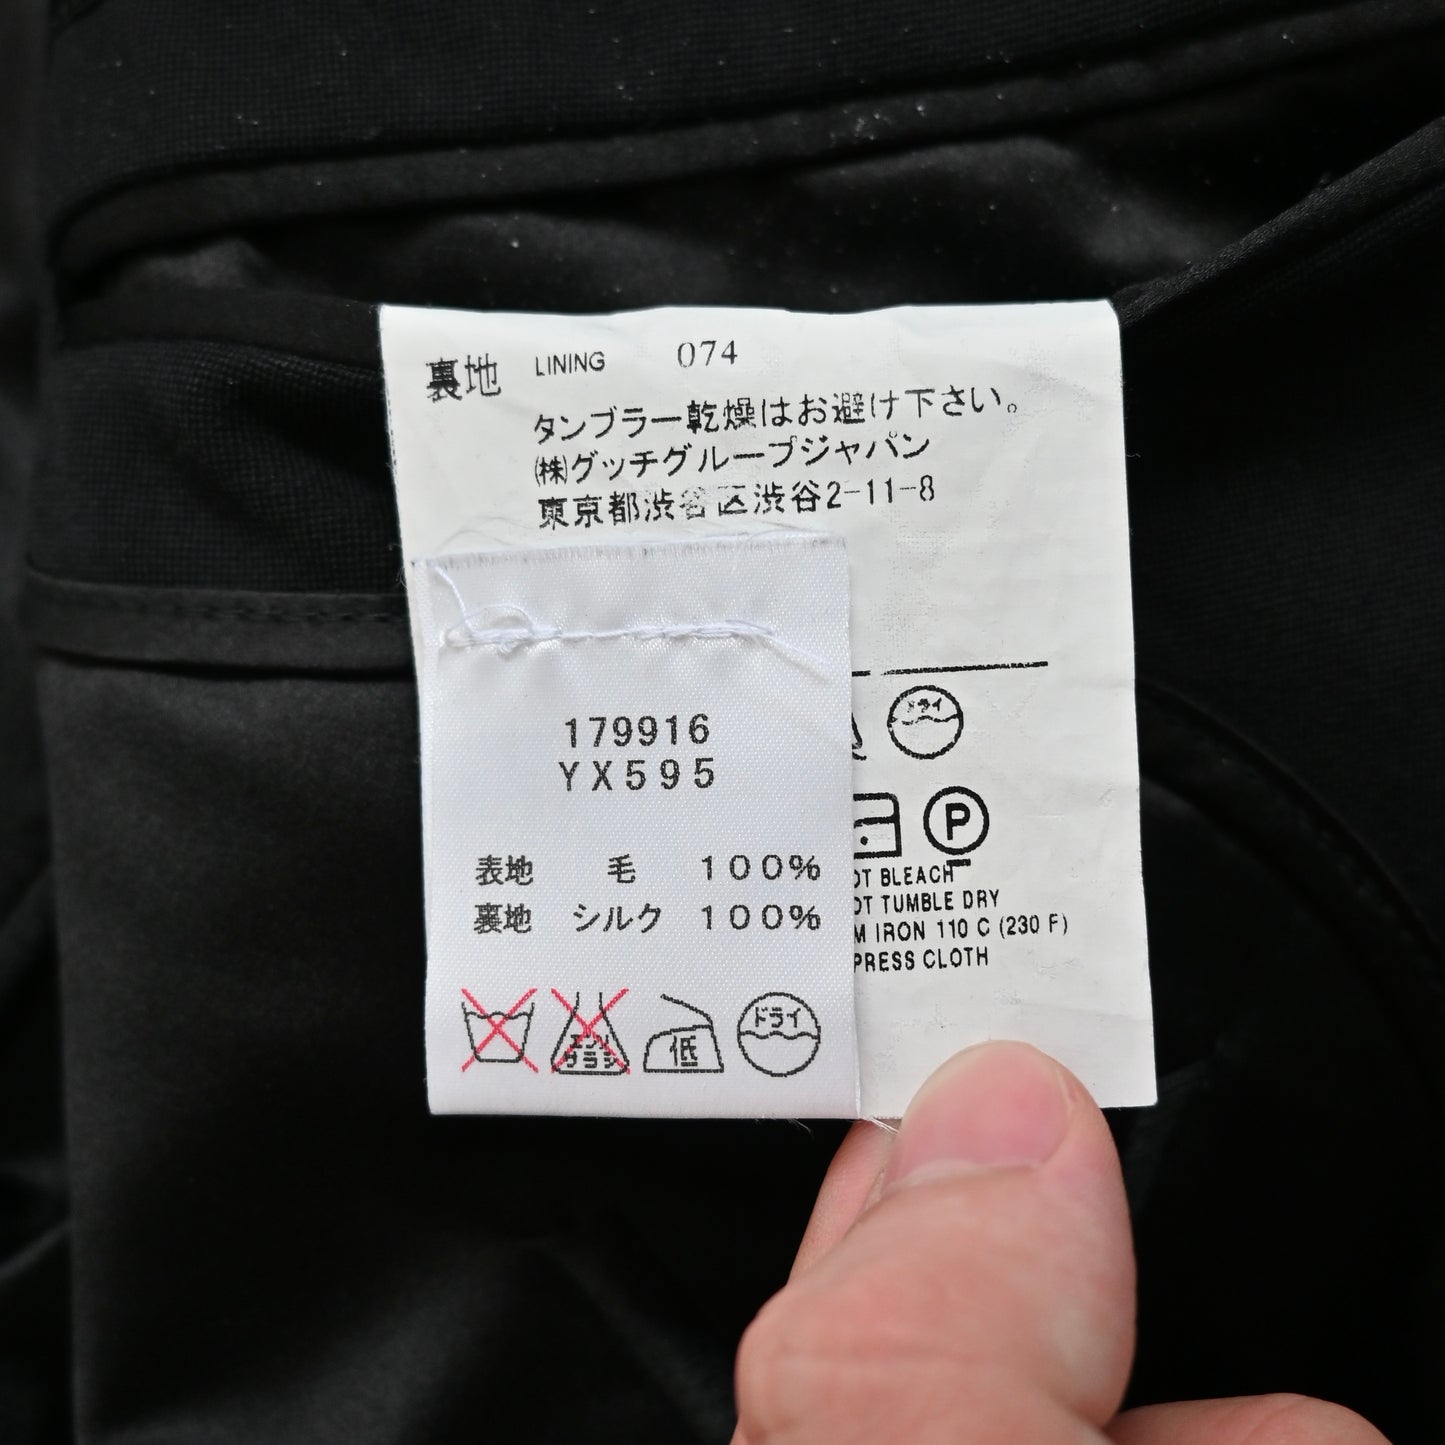 裏地 LINING 074
タンブラー乾燥はお避け下さい。
㈱グッチグループジャパン
東京都渋谷区渋谷2-11-8
179916
YX595
表地 毛 100%
裏地 シルク 100%
低
ドライ
ドライ
P
BLEACH
TUMBLE DRY
IRON 110 C (230 F)
PRESS CLOTH